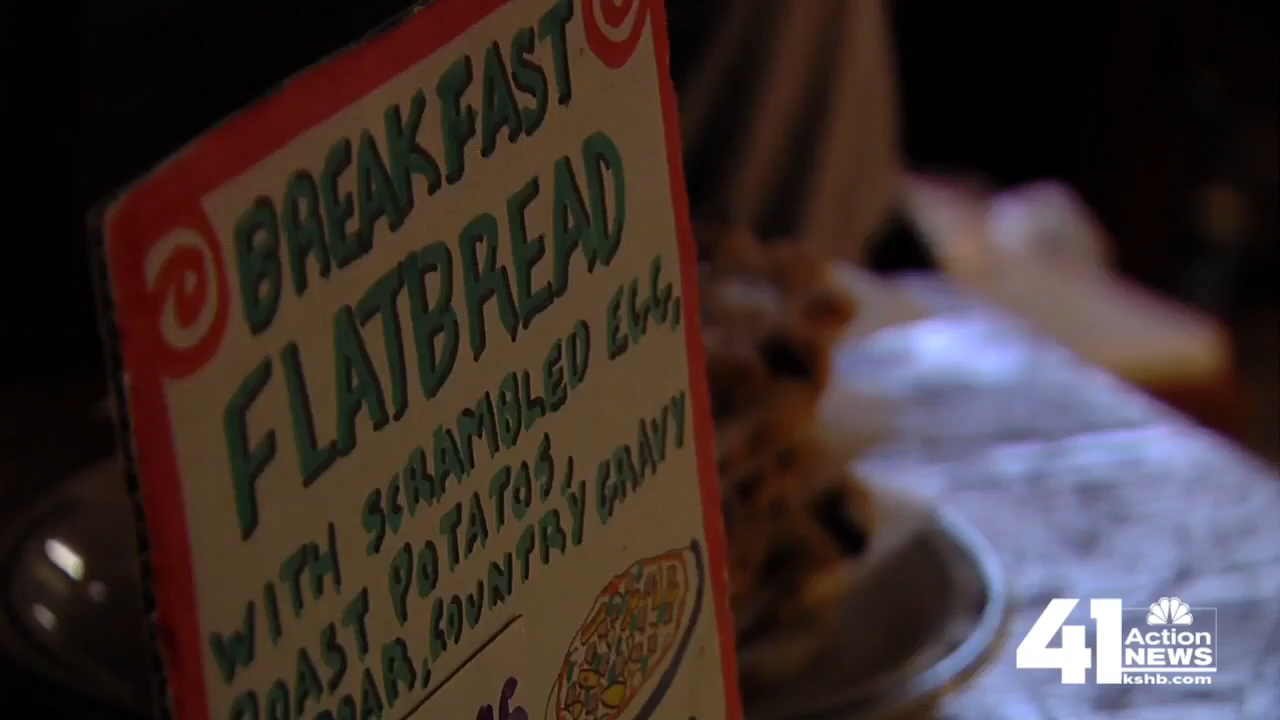 BREAKFAST
FLATBREAD
WITH SCRAMBLED EGG,
ROAST POTATOS,
COUNTRY GRAVY
41 Action
NEWS
kshb.com